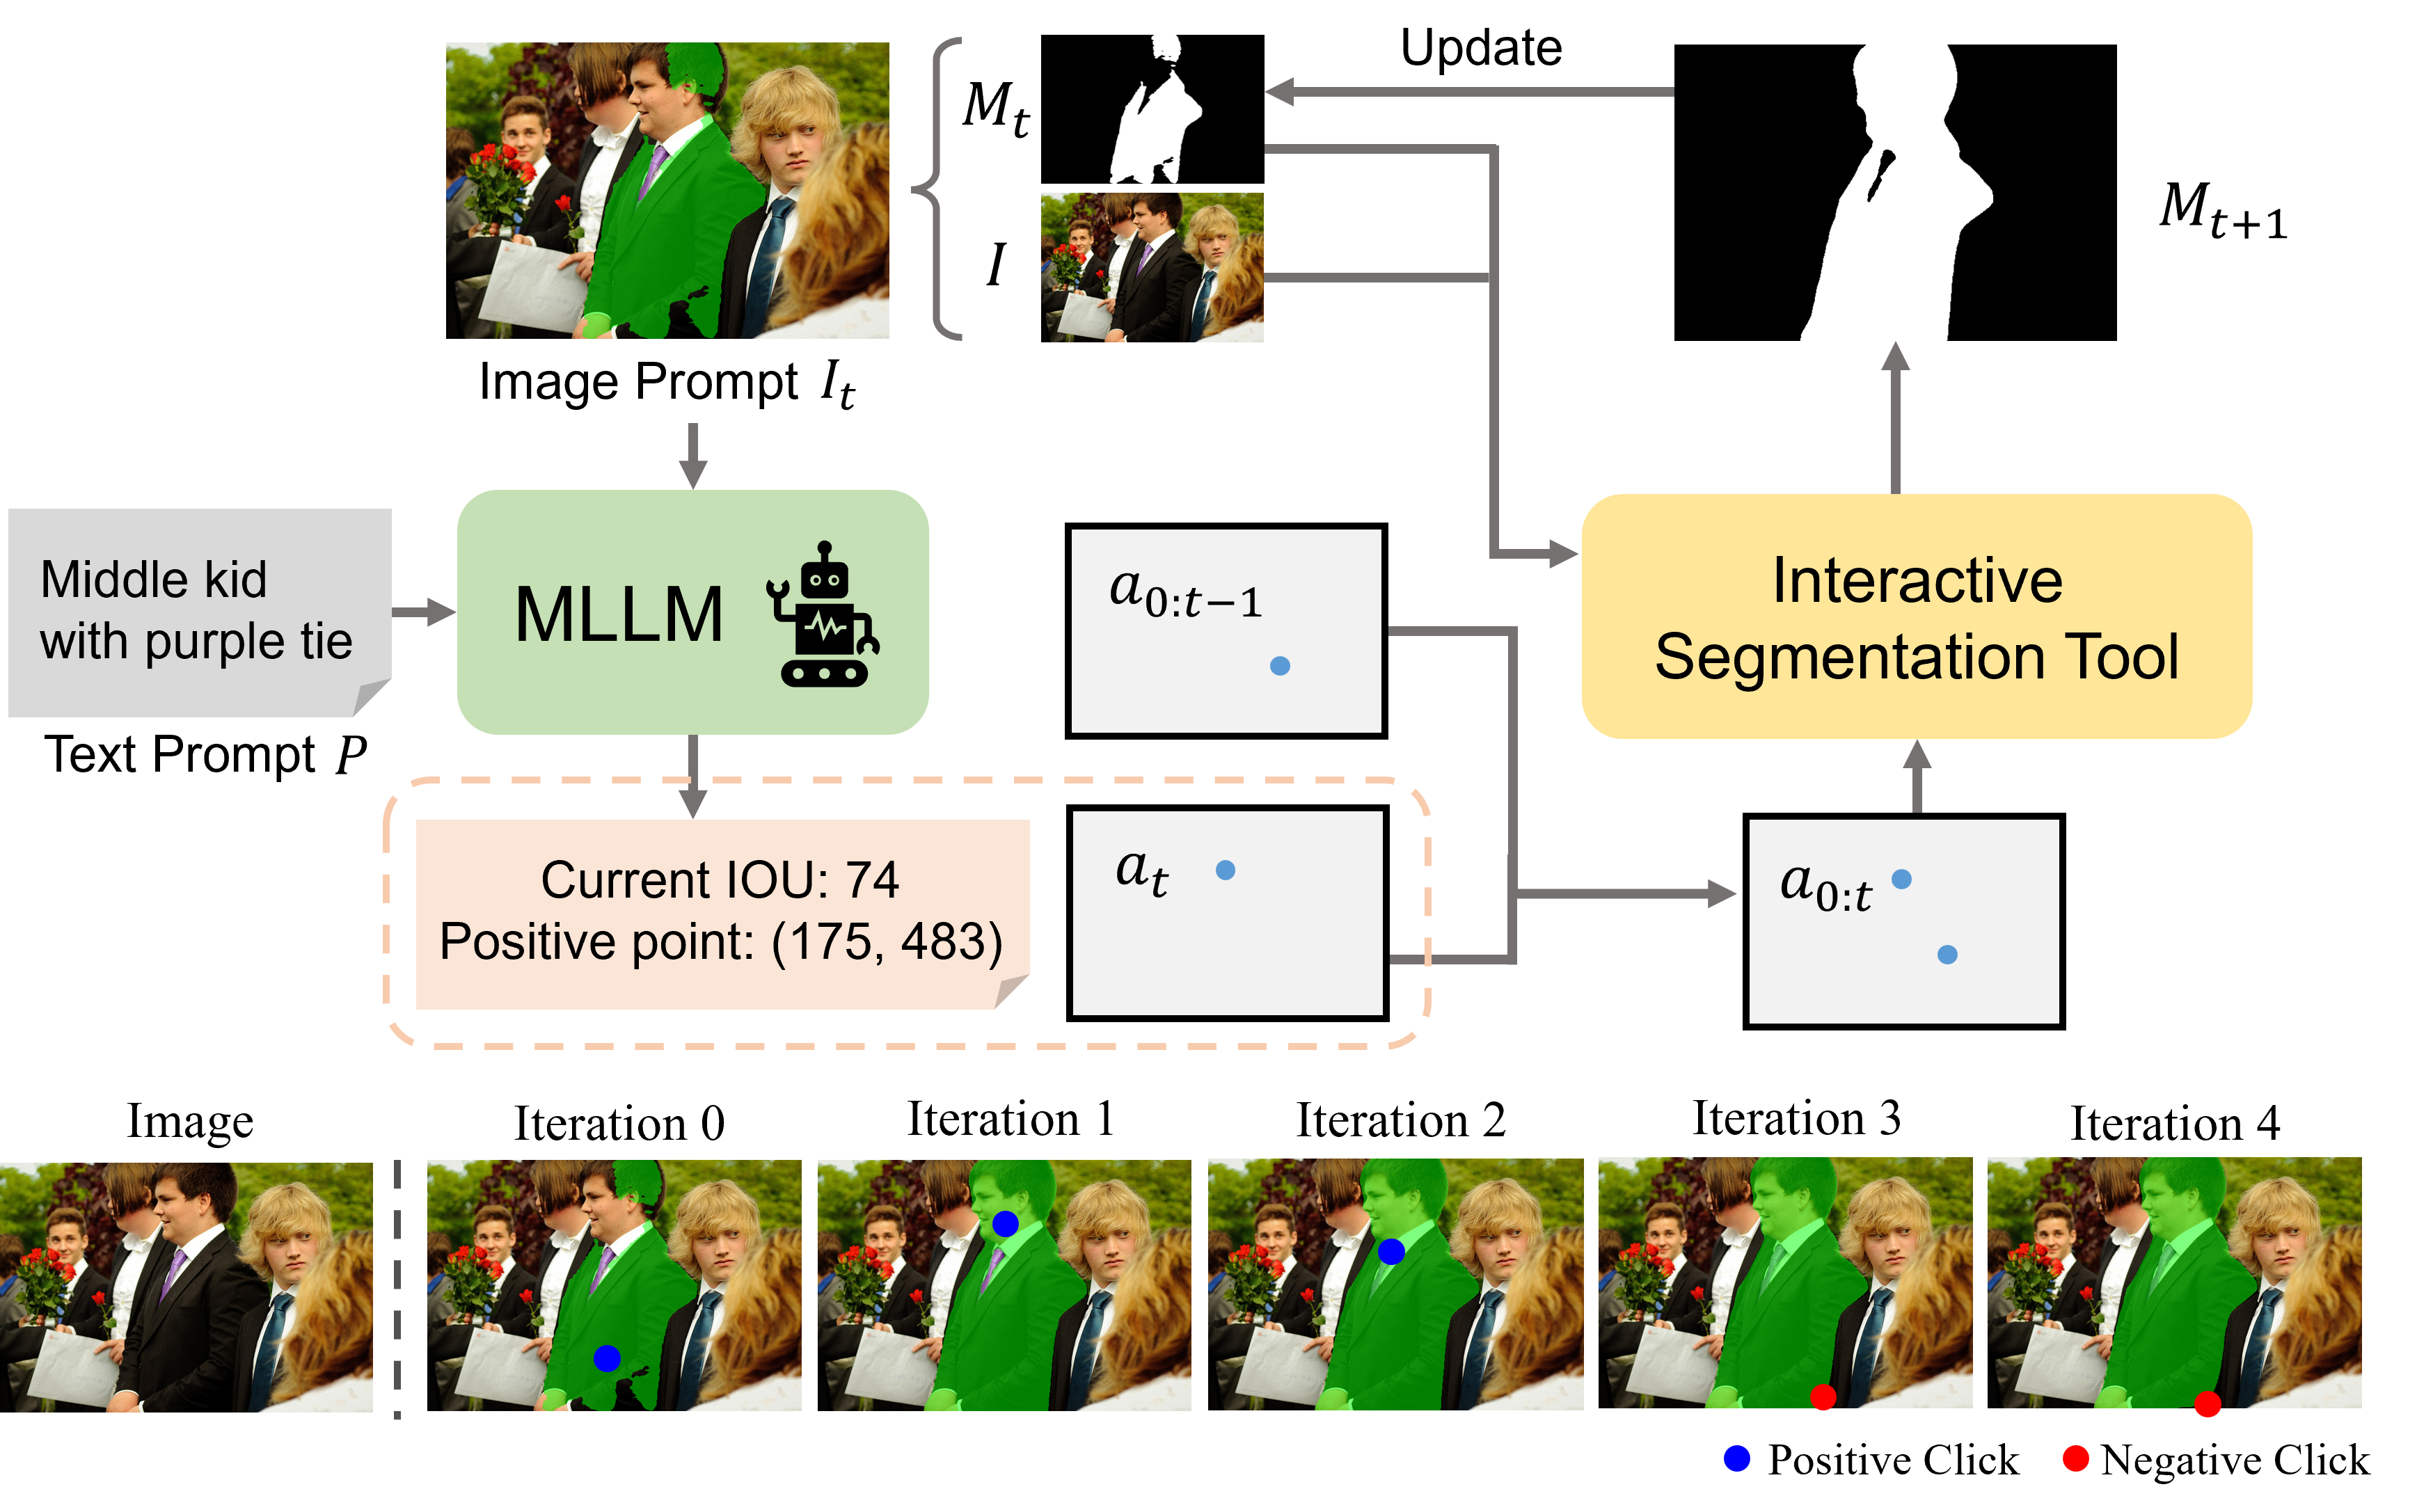 Update
M_t
I
M_{t+1}
Image Prompt I_t
Middle kid
with purple tie
Text Prompt P
MLLM
a_{0:t−1}
Interactive
Segmentation Tool
Current IOU: 74
Positive point: (175, 483)
a_t
a_{0:t}
Image
Iteration 0
Iteration 1
Iteration 2
Iteration 3
Iteration 4
Positive Click
Negative Click